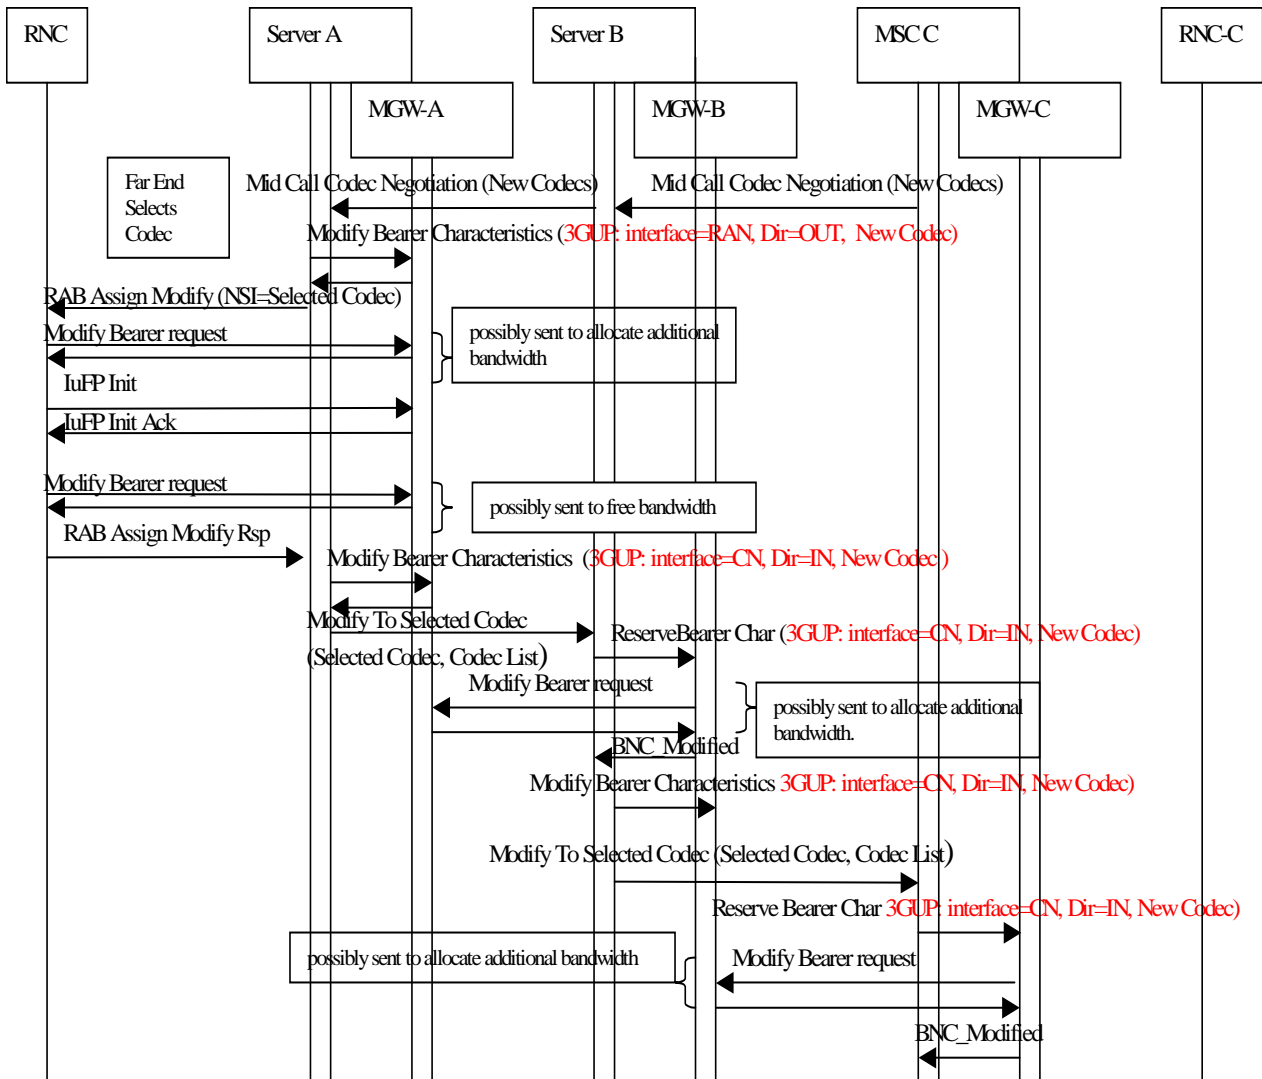 RNC
Server A
Server B
MSC C
RNC-C
MGW-A
MGW-B
MGW-C
Far End
Selects
Codec
Mid Call Codec Negotiation (New Codecs)
Mid Call Codec Negotiation (New Codecs)
Modify Bearer Characteristics (3GUP: interface=RAN, Dir=OUT, New Codec)
RAB Assign Modify (NSI=Selected Codec)
Modify Bearer request
possibly sent to allocate additional
bandwidth
IuFP Init
IuFP Init Ack
Modify Bearer request
possibly sent to free bandwidth
RAB Assign Modify Rsp
Modify Bearer Characteristics (3GUP: interface=CN, Dir=IN, New Codec )
Modify To Selected Codec
(Selected Codec, Codec List)
ReserveBearer Char (3GUP: interface=CN, Dir=IN, New Codec)
Modify Bearer request
possibly sent to allocate additional
bandwidth.
BNC_Modified
Modify Bearer Characteristics 3GUP: interface=CN, Dir=IN, New Codec)
Modify To Selected Codec (Selected Codec, Codec List)
Reserve Bearer Char 3GUP: interface=CN, Dir=IN, New Codec)
possibly sent to allocate additional bandwidth
Modify Bearer request
BNC_Modified